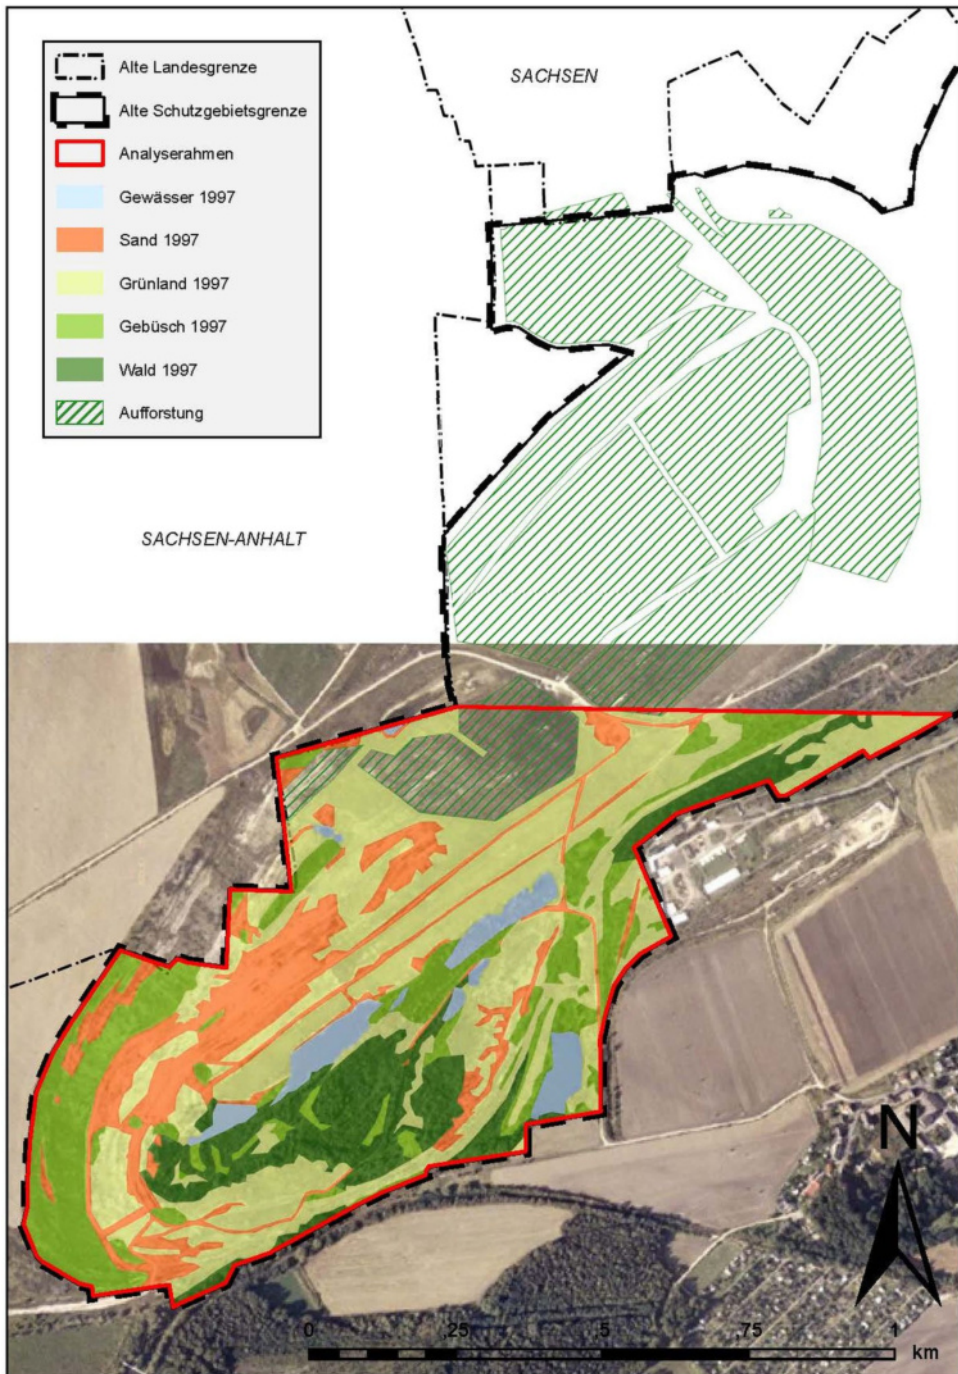 SACHSEN
Alte Landesgrenze
Alte Schutzgebietsgrenze
Analyserahmen
Gewässer 1997
Sand 1997
Grünland 1997
Gebüsch 1997
Wald 1997
Aufforstung
SACHSEN-ANHALT
N
0 ,25 ,5 ,75 1
km